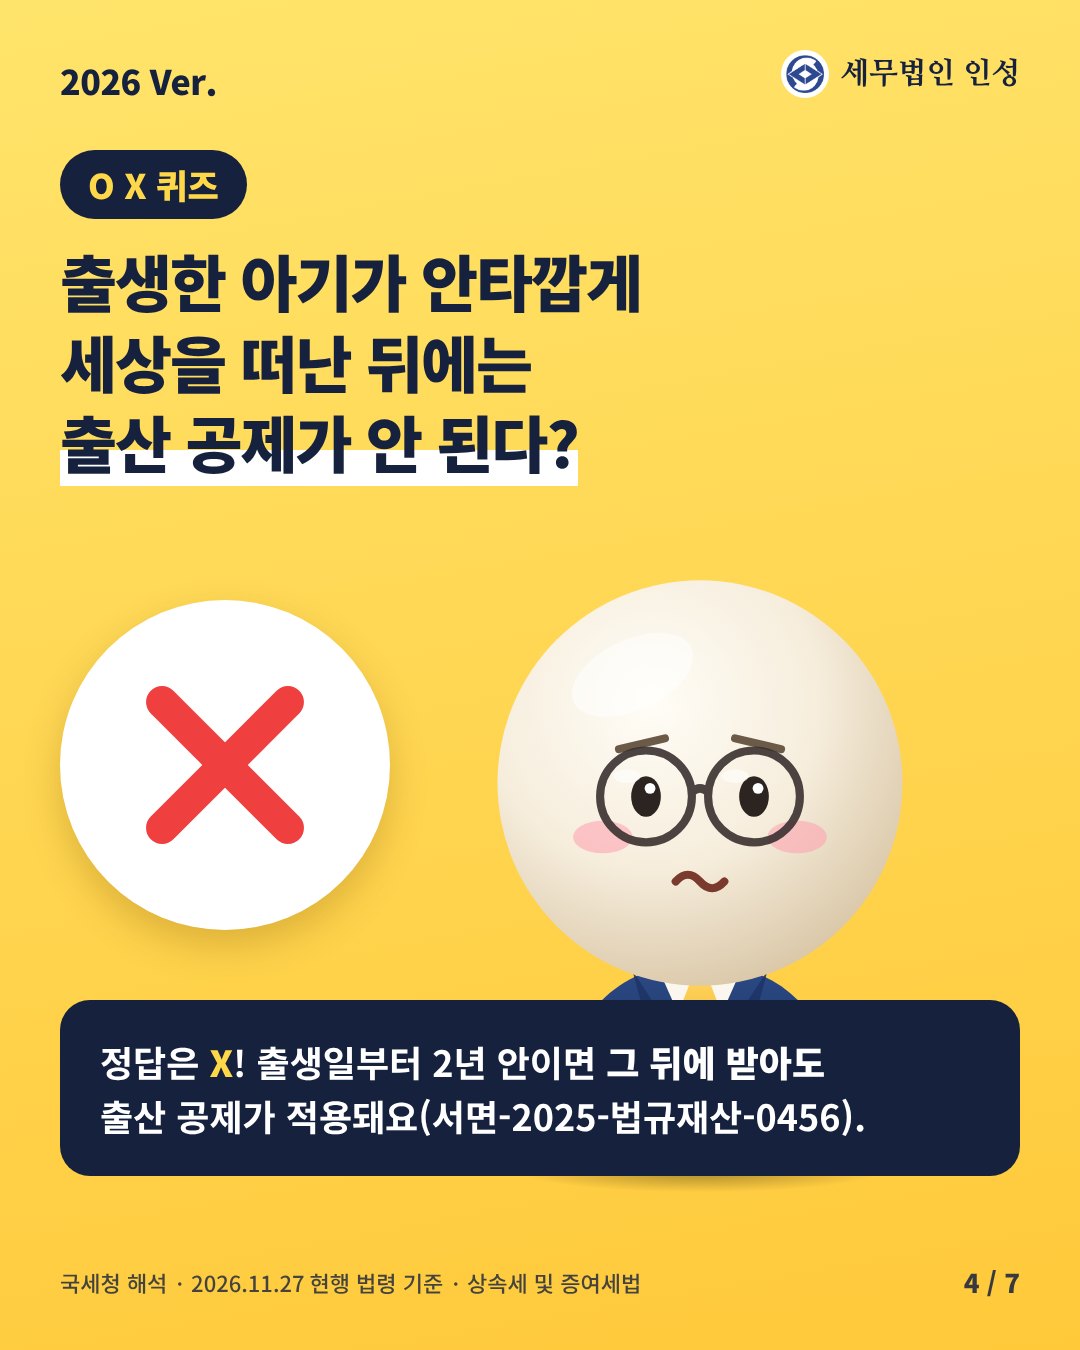 2026 Ver.
세무법인 인성
O X 퀴즈
출생한 아기가 안타깝게
세상을 떠난 뒤에는
출산 공제가 안 된다?
정답은 X! 출생일부터 2년 안이면 그 뒤에 받아도
출산 공제가 적용돼요(서면-2025-법규재산-0456).
국세청 해석 · 2026.11.27 현행 법령 기준 · 상속세 및 증여세법
4 / 7